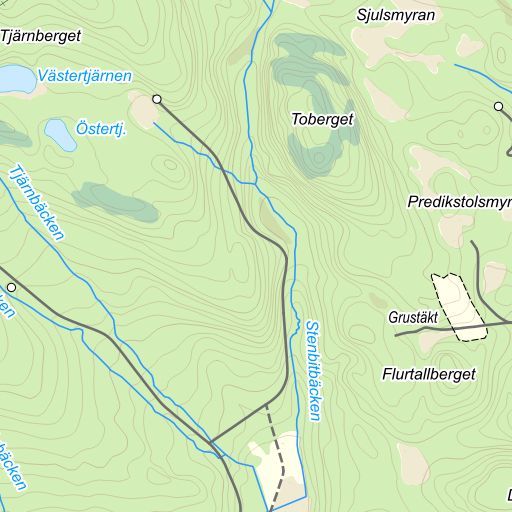 Sjulsmyran
Tjärnberget
Västertjärnen
Östertj.
Toberget
Tjärnbäcken
Predikstolsmyr
Grustäkt
Stenbitbäcken
Flurtallberget
bäcken